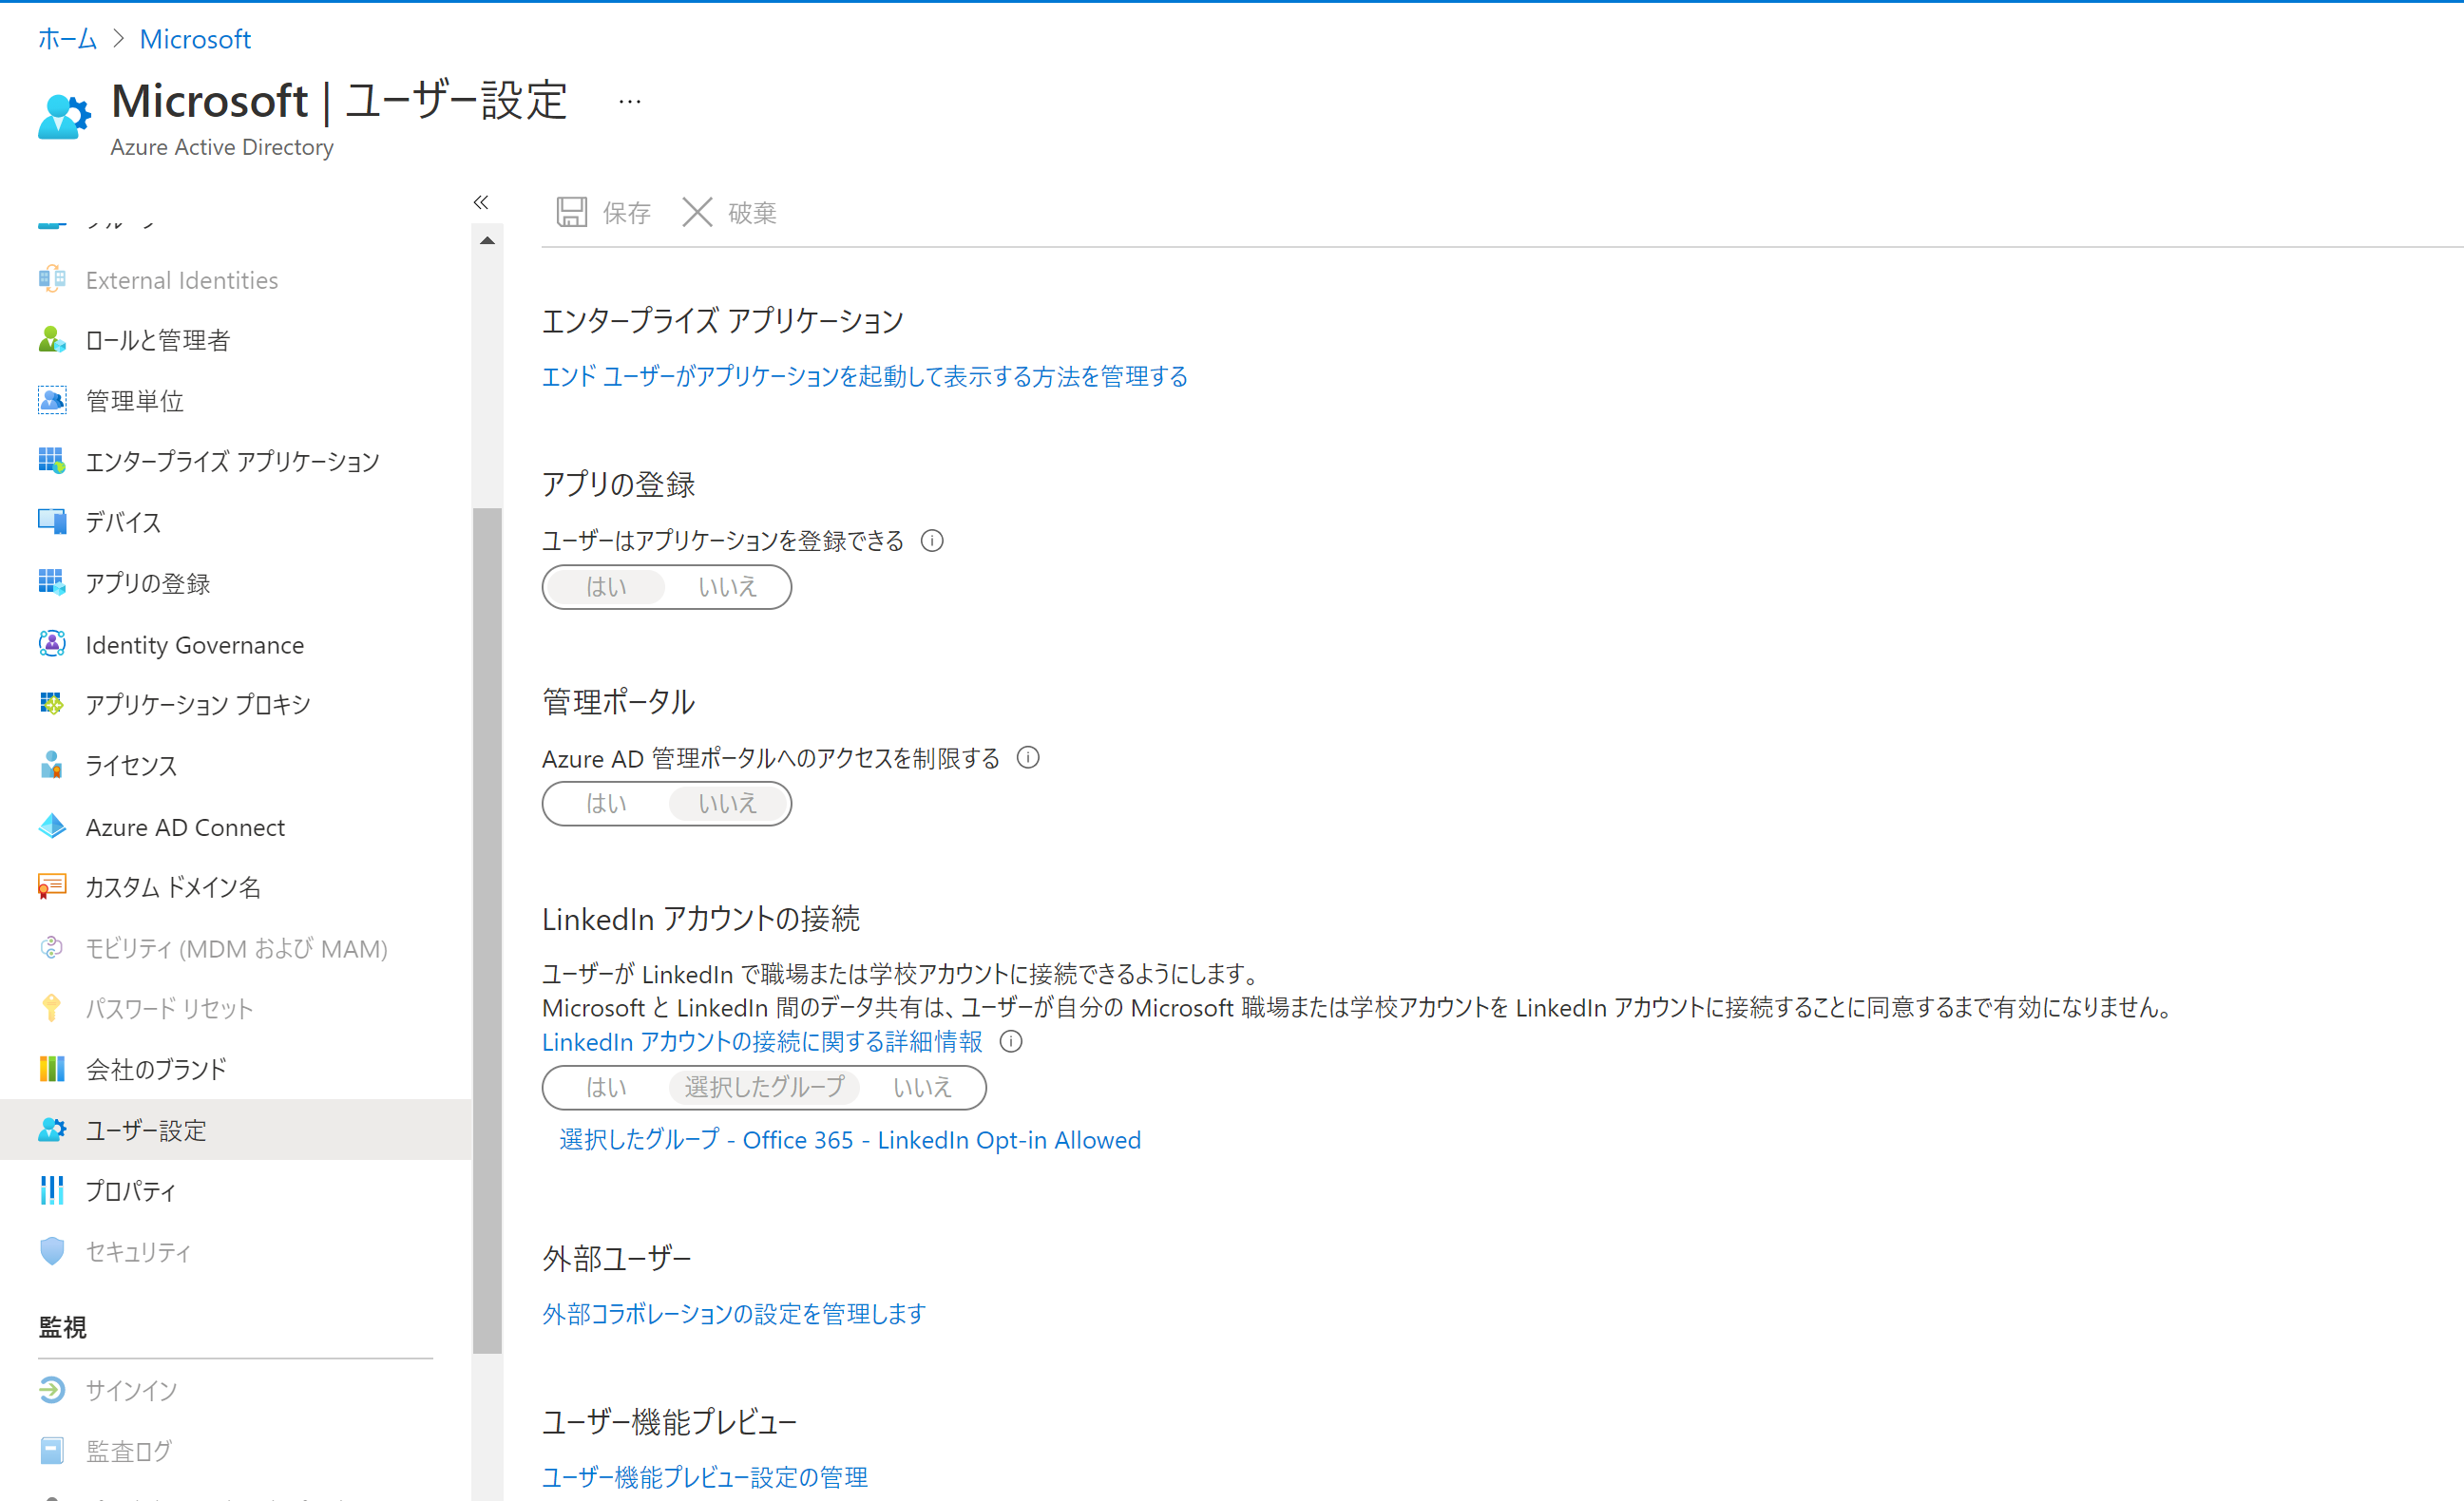 ホーム > Microsoft
Microsoft | ユーザー設定 …
Azure Active Directory
«
External Identities
ロールと管理者
管理単位
エンタープライズ アプリケーション
デバイス
アプリの登録
Identity Governance
アプリケーション プロキシ
ライセンス
Azure AD Connect
カスタム ドメイン名
モビリティ (MDM および MAM)
パスワード リセット
会社のブランド
ユーザー設定
プロパティ
セキュリティ
監視
サインイン
監査ログ
保存 破棄
エンタープライズ アプリケーション
エンド ユーザーがアプリケーションを起動して表示する方法を管理する
アプリの登録
ユーザーはアプリケーションを登録できる
はい いいえ
管理ポータル
Azure AD 管理ポータルへのアクセスを制限する
はい いいえ
LinkedIn アカウントの接続
ユーザーが LinkedIn で職場または学校アカウントに接続できるようにします。
Microsoft と LinkedIn 間のデータ共有は、ユーザーが自分の Microsoft 職場または学校アカウントを LinkedIn アカウントに接続することに同意するまで有効になりません。
LinkedIn アカウントの接続に関する詳細情報
はい 選択したグループ いいえ
選択したグループ - Office 365 - LinkedIn Opt-in Allowed
外部ユーザー
外部コラボレーションの設定を管理します
ユーザー機能プレビュー
ユーザー機能プレビュー設定の管理